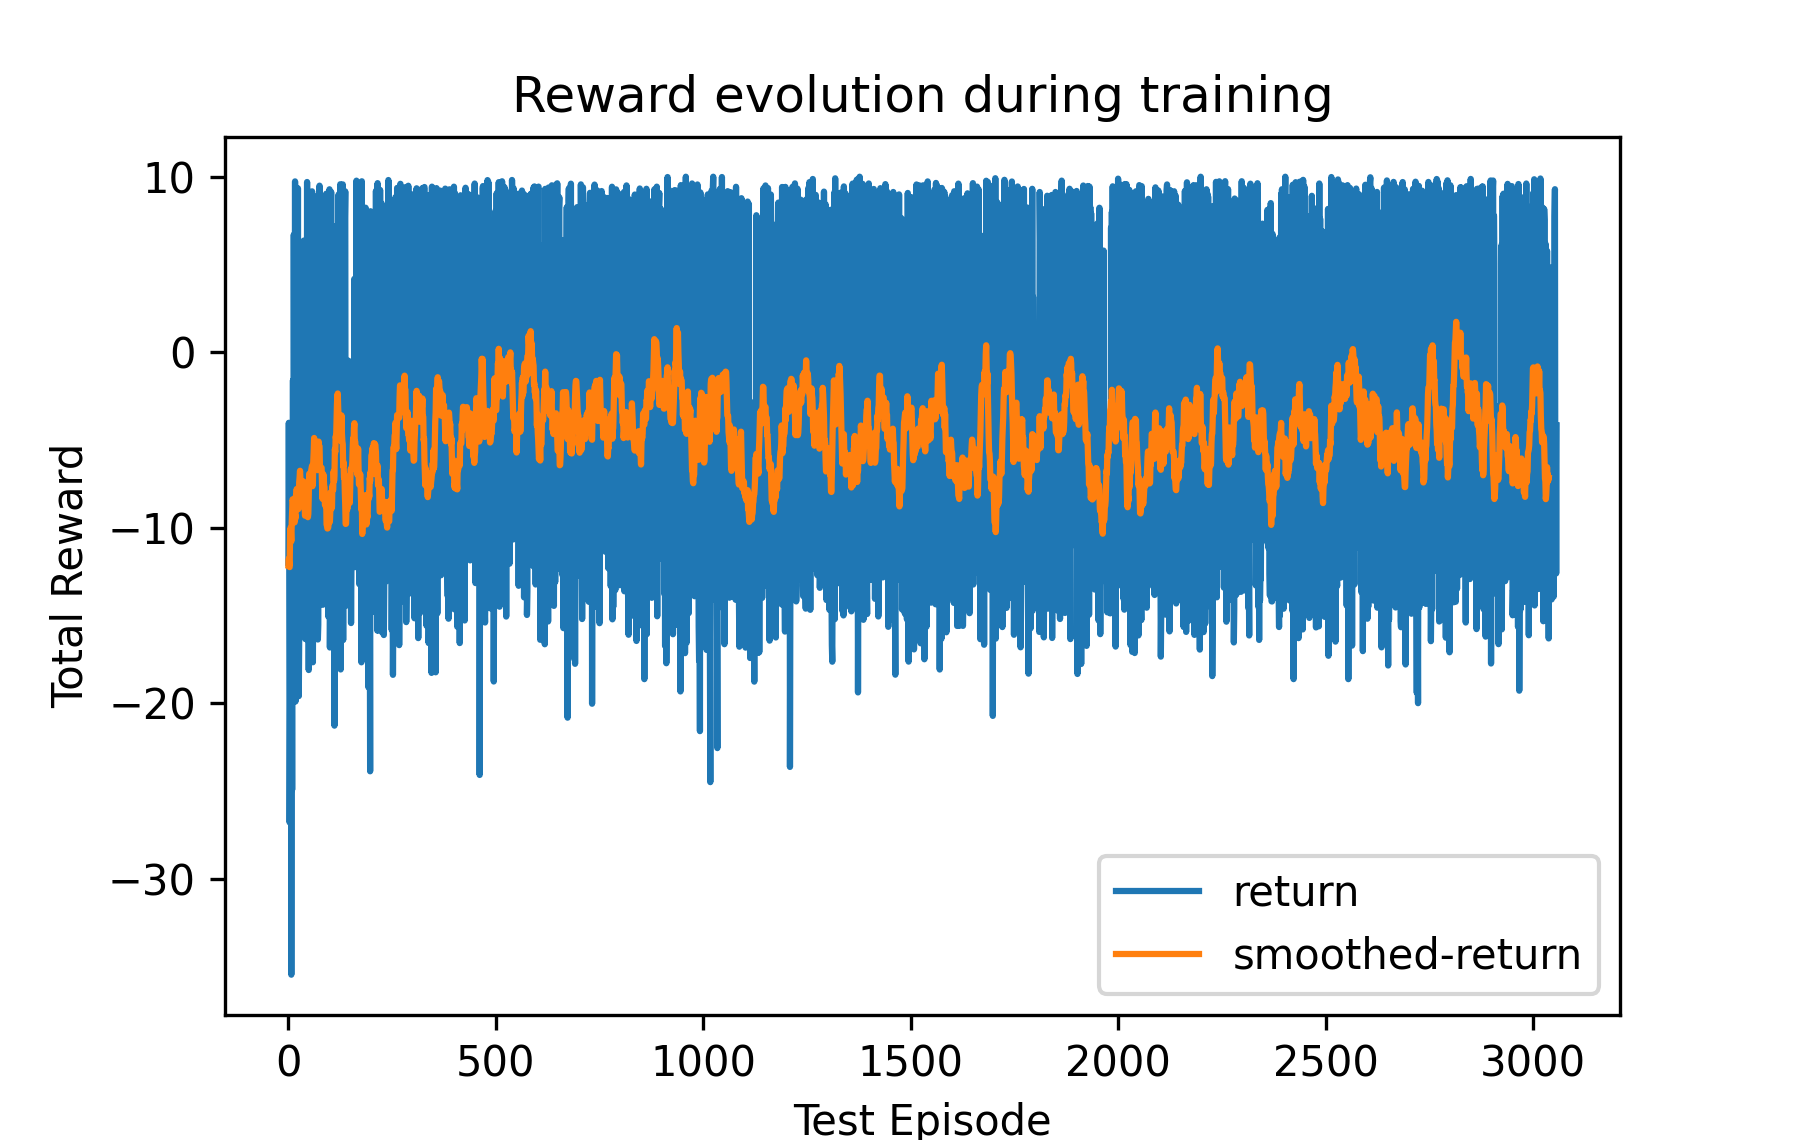 Reward evolution during training
10
0
−10
−20
−30
Total Reward
return
smoothed-return
0 500 1000 1500 2000 2500 3000
Test Episode